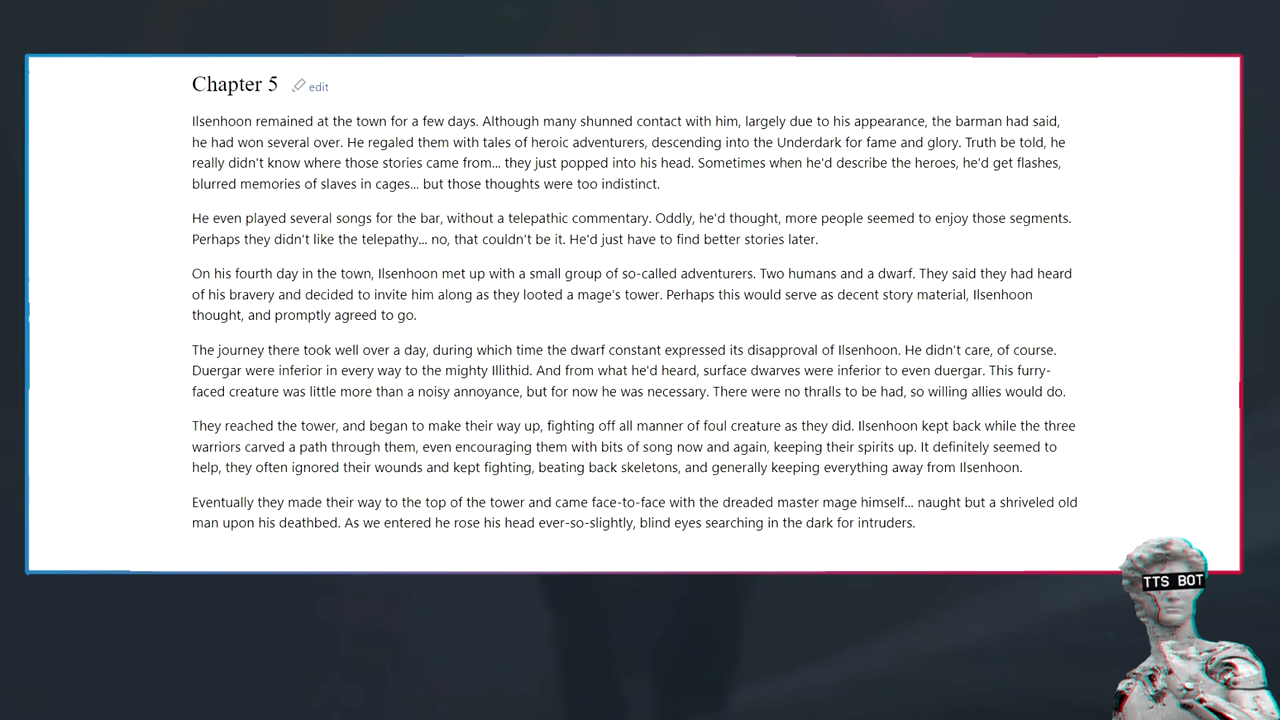 Chapter 5 edit
Ilsenhoon remained at the town for a few days. Although many shunned contact with him, largely due to his appearance, the barman had said,
he had won several over. He regaled them with tales of heroic adventurers, descending into the Underdark for fame and glory. Truth be told, he
really didn't know where those stories came from... they just popped into his head. Sometimes when he'd describe the heroes, he'd get flashes,
blurred memories of slaves in cages... but those thoughts were too indistinct.
He even played several songs for the bar, without a telepathic commentary. Oddly, he'd thought, more people seemed to enjoy those segments.
Perhaps they didn't like the telepathy... no, that couldn't be it. He'd just have to find better stories later.
On his fourth day in the town, Ilsenhoon met up with a small group of so-called adventurers. Two humans and a dwarf. They said they had heard
of his bravery and decided to invite him along as they looted a mage's tower. Perhaps this would serve as decent story material, Ilsenhoon
thought, and promptly agreed to go.
The journey there took well over a day, during which time the dwarf constant expressed its disapproval of Ilsenhoon. He didn't care, of course.
Duergar were inferior in every way to the mighty Illithid. And from what he'd heard, surface dwarves were inferior to even duergar. This furry-
faced creature was little more than a noisy annoyance, but for now he was necessary. There were no thralls to be had, so willing allies would do.
They reached the tower, and began to make their way up, fighting off all manner of foul creature as they did. Ilsenhoon kept back while the three
warriors carved a path through them, even encouraging them with bits of song now and again, keeping their spirits up. It definitely seemed to
help, they often ignored their wounds and kept fighting, beating back skeletons, and generally keeping everything away from Ilsenhoon.
Eventually they made their way to the top of the tower and came face-to-face with the dreaded master mage himself... naught but a shriveled old
man upon his deathbed. As we entered he rose his head ever-so-slightly, blind eyes searching in the dark for intruders.
TTS BOT